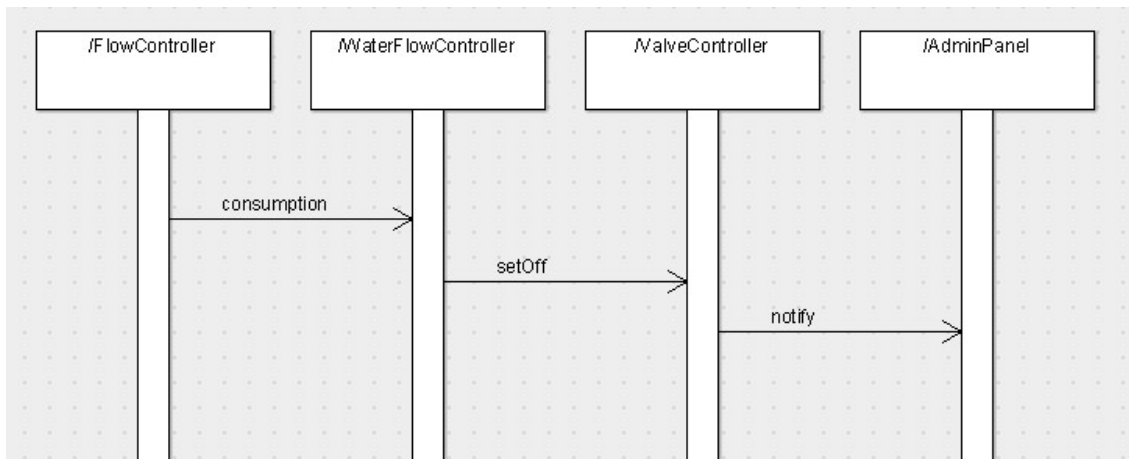 /FlowController
/WaterFlowController
/ValveController
/AdminPanel
consumption
setOff
notify